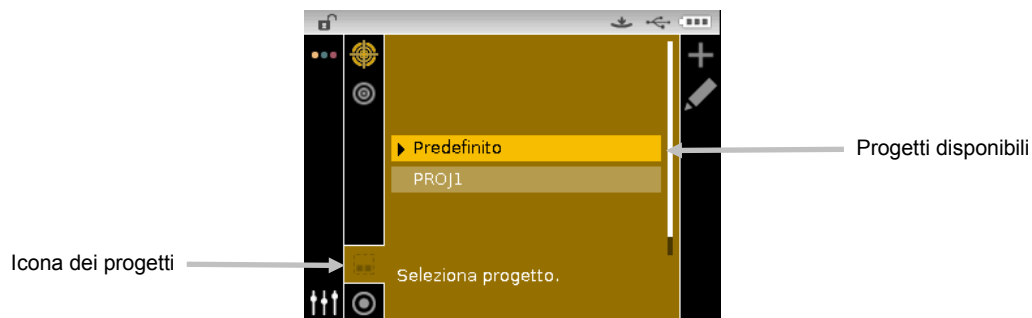 Predefinito
Progetti disponibili
PROJ1
Icona dei progetti
Seleziona progetto.